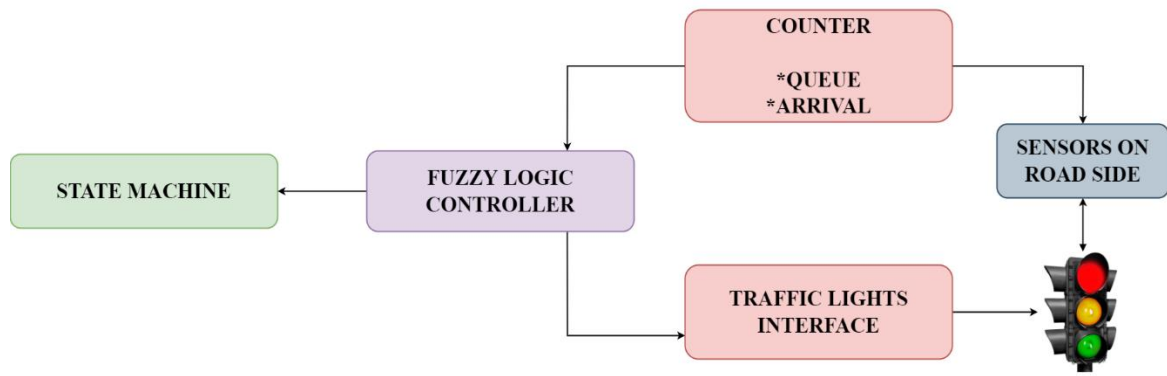 COUNTER
*QUEUE
*ARRIVAL
SENSORS ON
ROAD SIDE
STATE MACHINE
FUZZY LOGIC
CONTROLLER
TRAFFIC LIGHTS
INTERFACE